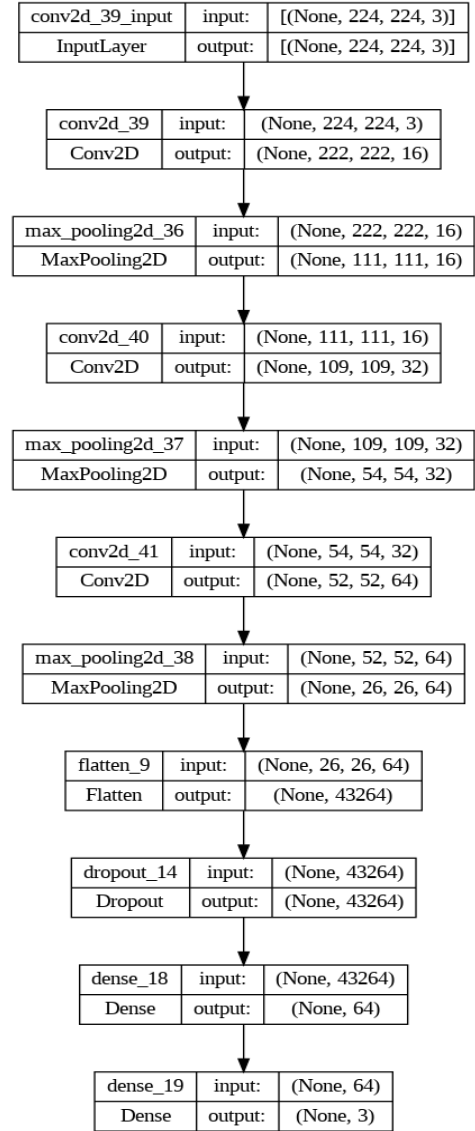 conv2d_39_input input: [(None, 224, 224, 3)]
InputLayer output: [(None, 224, 224, 3)]
conv2d_39 input: (None, 224, 224, 3)
Conv2D output: (None, 222, 222, 16)
max_pooling2d_36 input: (None, 222, 222, 16)
MaxPooling2D output: (None, 111, 111, 16)
conv2d_40 input: (None, 111, 111, 16)
Conv2D output: (None, 109, 109, 32)
max_pooling2d_37 input: (None, 109, 109, 32)
MaxPooling2D output: (None, 54, 54, 32)
conv2d_41 input: (None, 54, 54, 32)
Conv2D output: (None, 52, 52, 64)
max_pooling2d_38 input: (None, 52, 52, 64)
MaxPooling2D output: (None, 26, 26, 64)
flatten_9 input: (None, 26, 26, 64)
Flatten output: (None, 43264)
dropout_14 input: (None, 43264)
Dropout output: (None, 43264)
dense_18 input: (None, 43264)
Dense output: (None, 64)
dense_19 input: (None, 64)
Dense output: (None, 3)